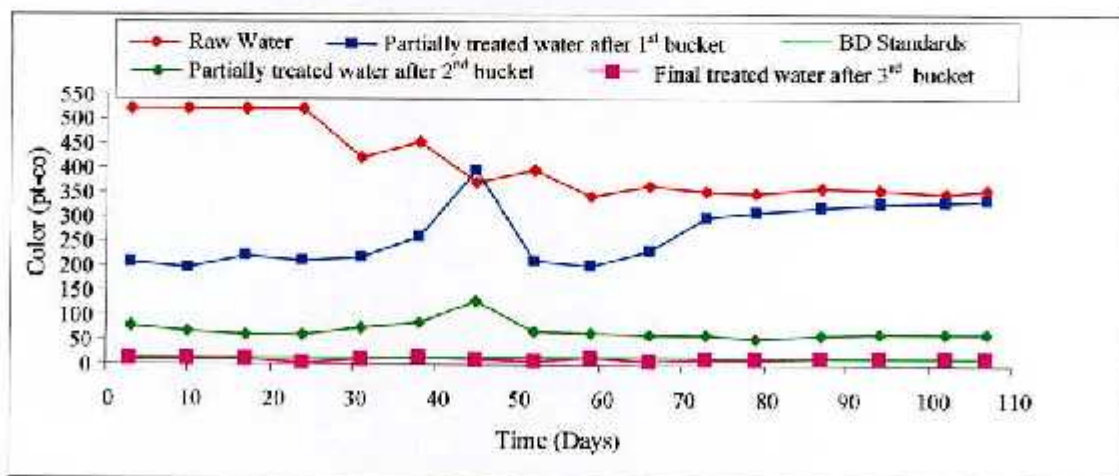 Raw Water Partially treated water after 1st bucket BD Standards
Partially treated water after 2nd bucket Final treated water after 3rd bucket
550
500
450
400
350
300
250
200
150
100
50
0
Color (pt-co)
0 10 20 30 40 50 60 70 80 90 100 110
Time (Days)